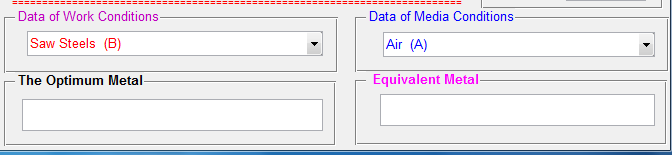 Data of Work Conditions
Data of Media Conditions
Saw Steels (B)
Air (A)
The Optimum Metal
Equivalent Metal